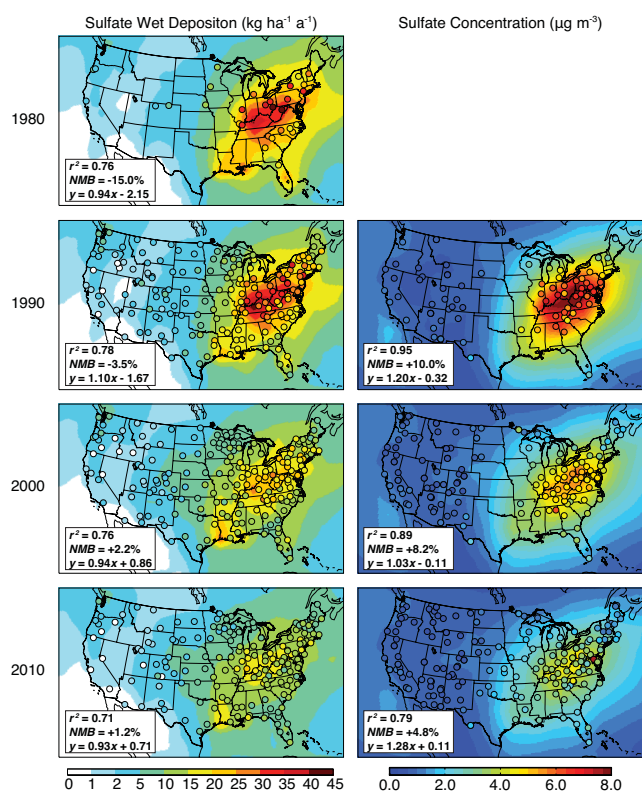 Sulfate Wet Depositon (kg ha⁻¹ a⁻¹)
Sulfate Concentration (µg m⁻³)
1980
r² = 0.76
NMB = -15.0%
y = 0.94x - 2.15
1990
r² = 0.78
NMB = -3.5%
y = 1.10x - 1.67
r² = 0.95
NMB = +10.0%
y = 1.20x - 0.32
2000
r² = 0.76
NMB = +2.2%
y = 0.94x + 0.86
r² = 0.89
NMB = +8.2%
y = 1.03x - 0.11
2010
r² = 0.71
NMB = +1.2%
y = 0.93x + 0.71
r² = 0.79
NMB = +4.8%
y = 1.28x + 0.11
0 1 2 5 10 15 20 25 30 35 40 45
0.0 2.0 4.0 6.0 8.0